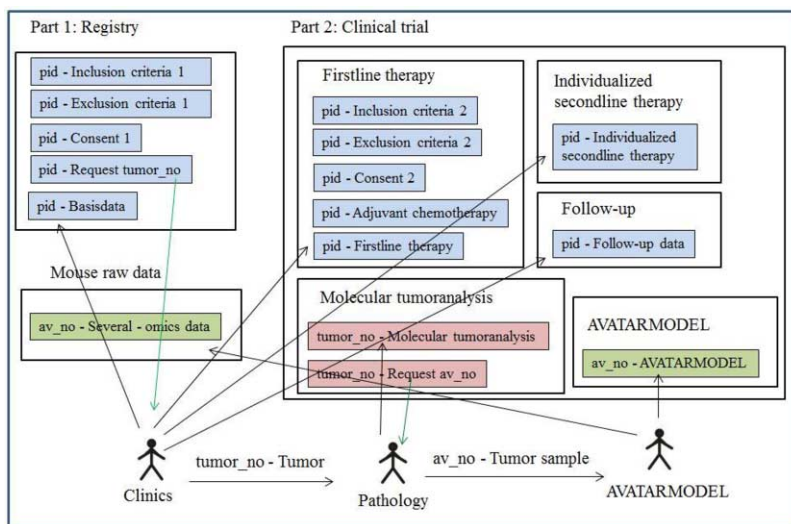 Part 1: Registry
pid - Inclusion criteria 1
pid - Exclusion criteria 1
pid - Consent 1
pid - Request tumor_no
pid - Basisdata
Mouse raw data
av_no - Several - omics data
Part 2: Clinical trial
Firstline therapy
pid - Inclusion criteria 2
pid - Exclusion criteria 2
pid - Consent 2
pid - Adjuvant chemotherapy
pid - Firstline therapy
Individualized
secondline therapy
pid - Individualized
secondline therapy
Follow-up
pid - Follow-up data
Molecular tumoranalysis
tumor_no - Molecular tumoranalysis
tumor_no - Request av_no
AVATARMODEL
av_no - AVATARMODEL
Clinics
tumor_no - Tumor
Pathology
av_no - Tumor sample
AVATARMODEL